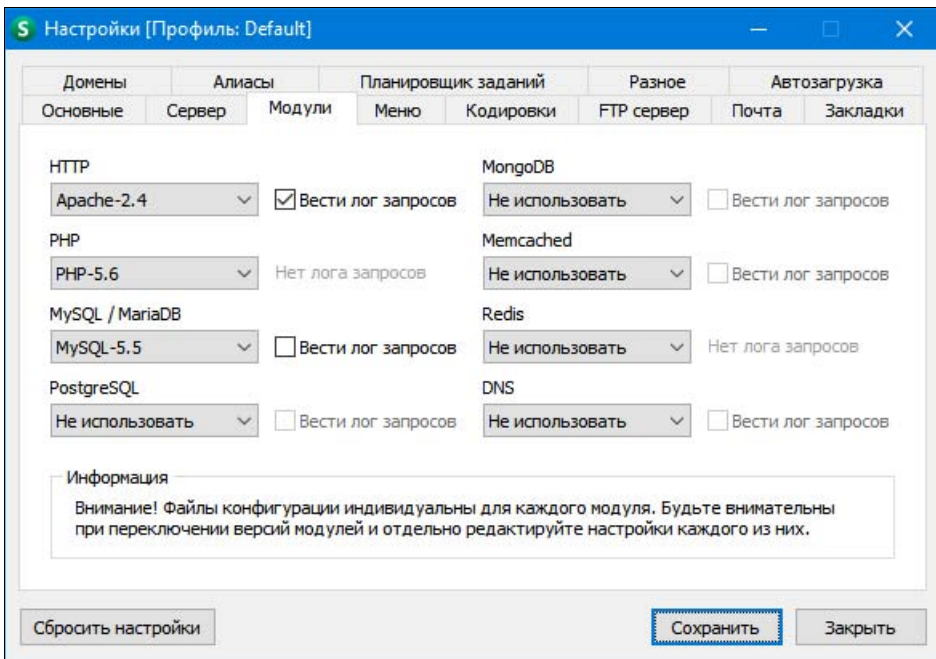 S Настройки [Профиль: Default]
Домены Алиасы Планировщик заданий Разное Автозагрузка
Основные Сервер Модули Меню Кодировки FTP сервер Почта Закладки
HTTP MongoDB
Apache-2.4 Вести лог запросов Не использовать Вести лог запросов
PHP Memcached
PHP-5.6 Нет лога запросов Не использовать Вести лог запросов
MySQL / MariaDB Redis
MySQL-5.5 Вести лог запросов Не использовать Нет лога запросов
PostgreSQL DNS
Не использовать Вести лог запросов Не использовать Вести лог запросов
Информация
Внимание! Файлы конфигурации индивидуальны для каждого модуля. Будьте внимательны
при переключении версий модулей и отдельно редактируйте настройки каждого из них.
Сбросить настройки Сохранить Закрыть